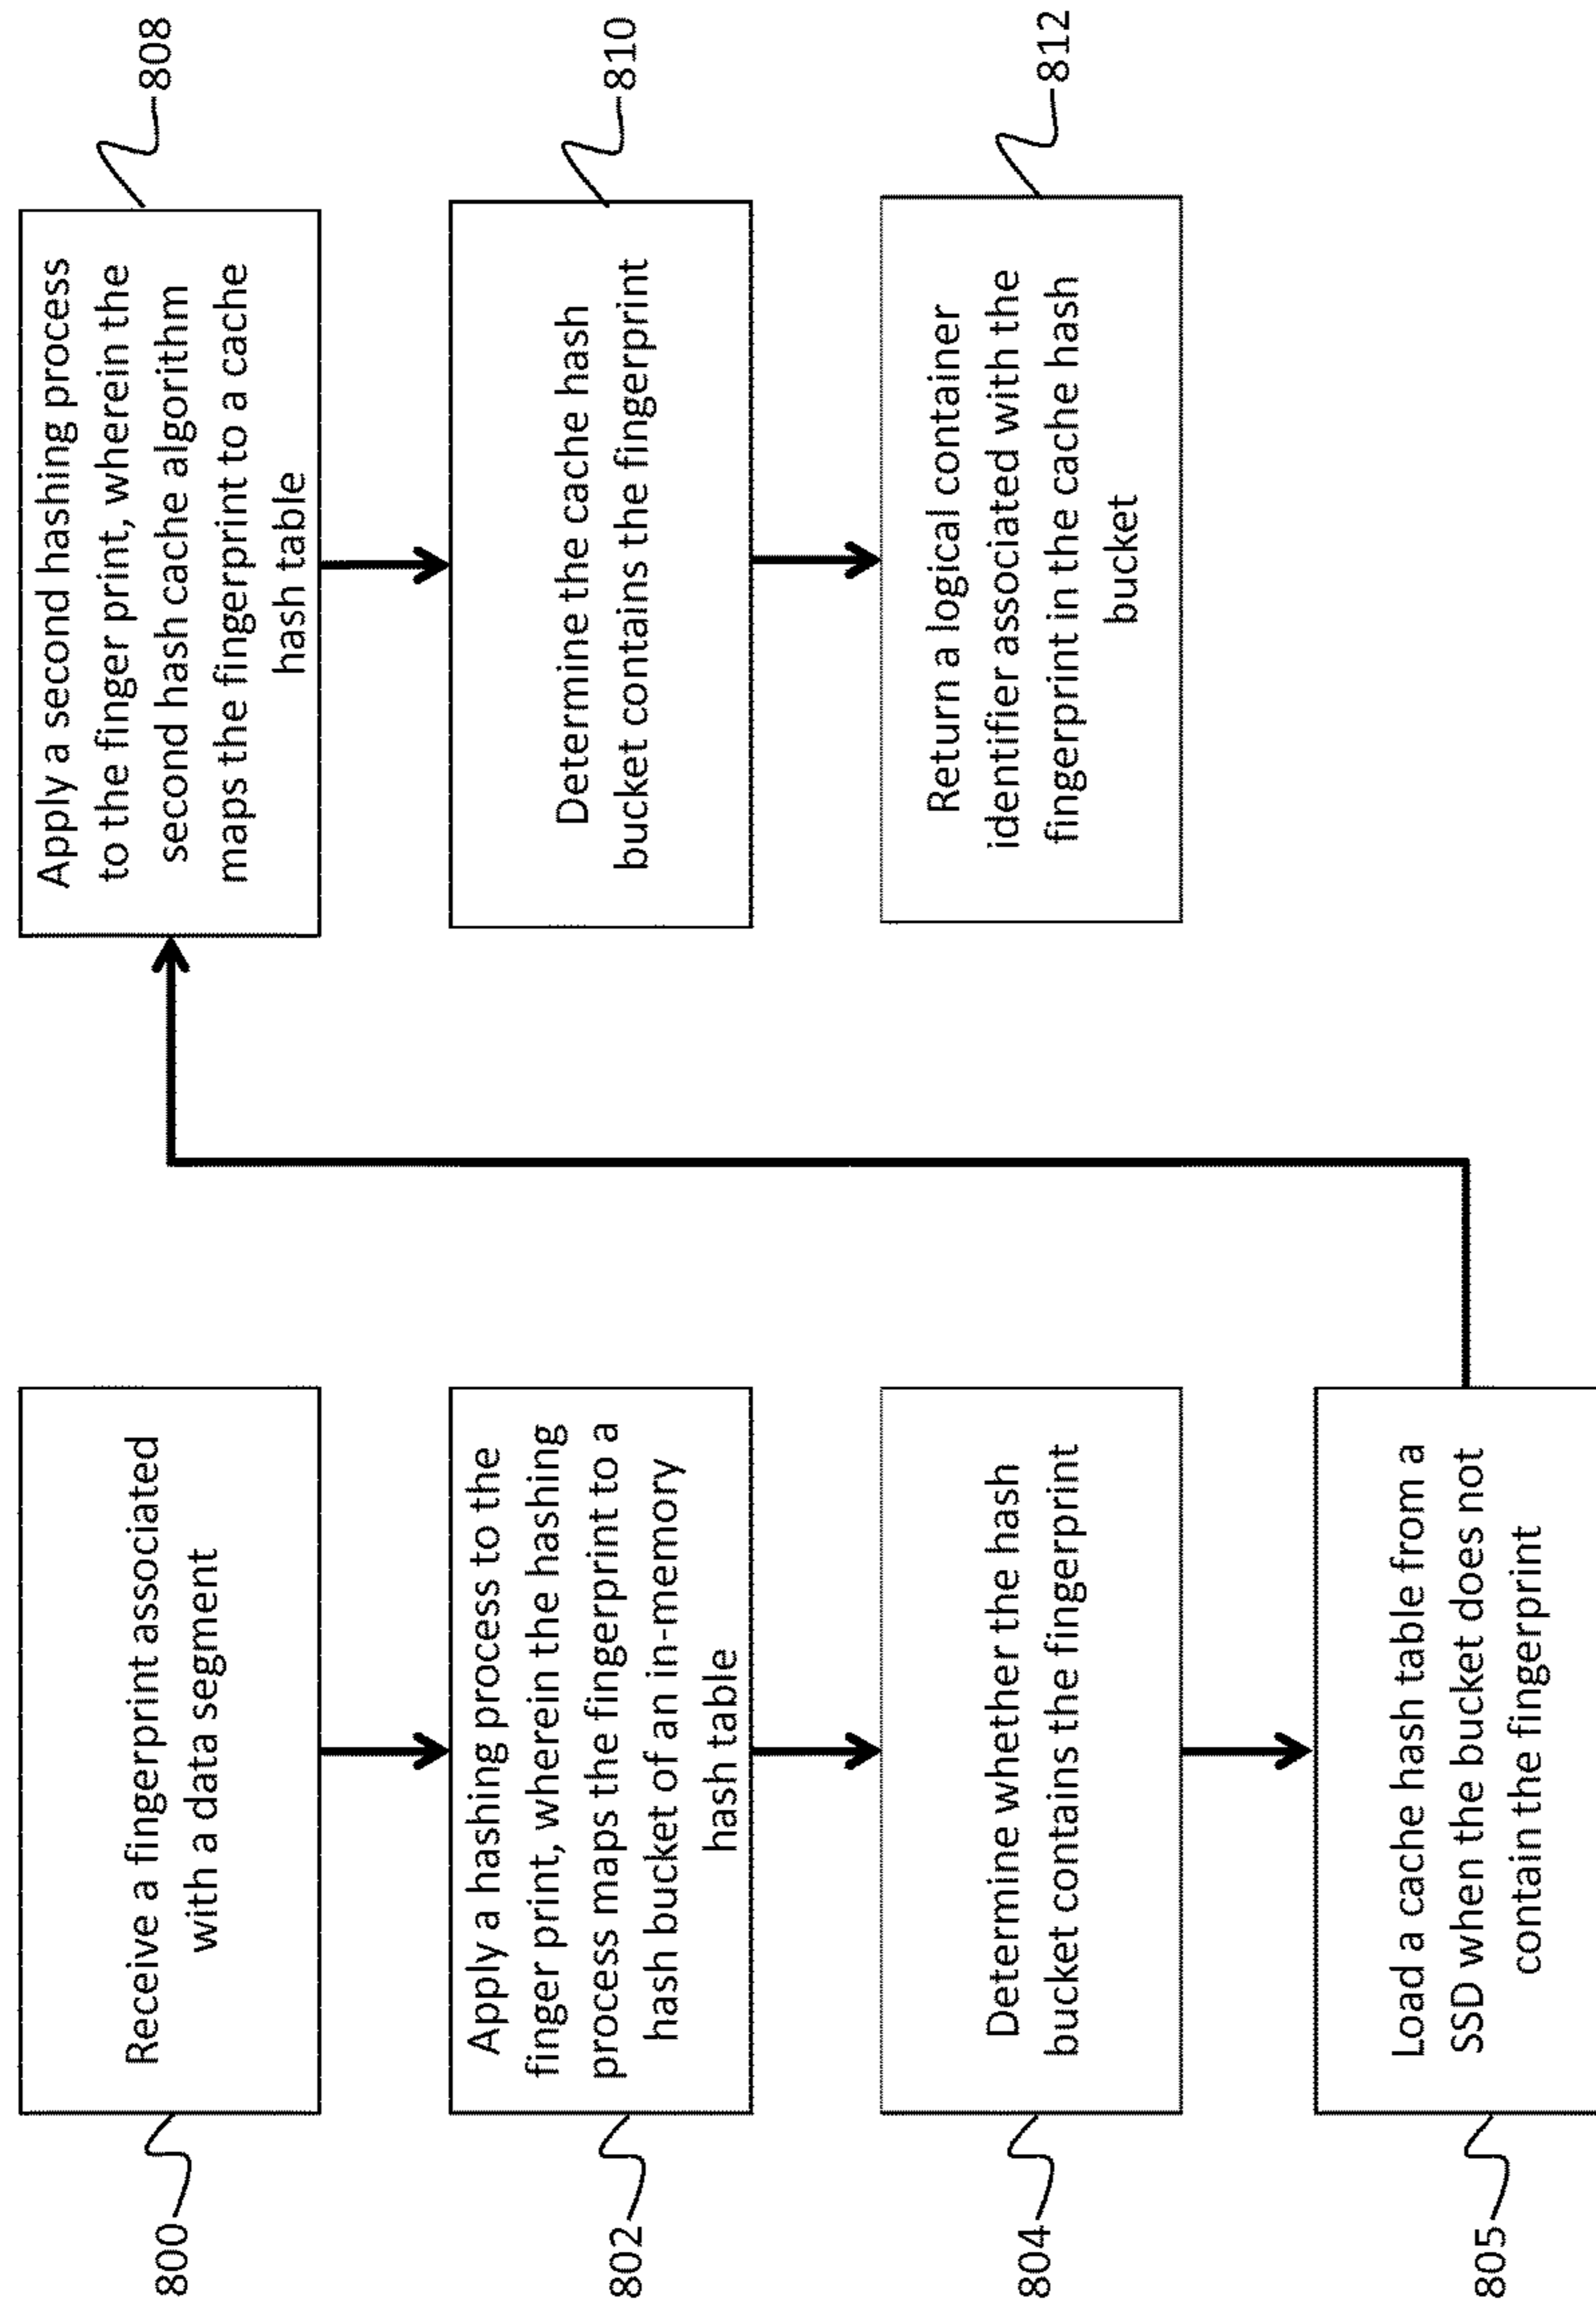 800
Receive a fingerprint associated
with a data segment
802
Apply a hashing process to the
finger print, wherein the hashing
process maps the fingerprint to a
hash bucket of an in-memory
hash table
804
Determine whether the hash
bucket contains the fingerprint
805
Load a cache hash table from a
SSD when the bucket does not
contain the fingerprint
Apply a second hashing process
to the finger print, wherein the
second hash cache algorithm
maps the fingerprint to a cache
hash table
808
Determine the cache hash
bucket contains the fingerprint
810
Return a logical container
identifier associated with the
fingerprint in the cache hash
bucket
812